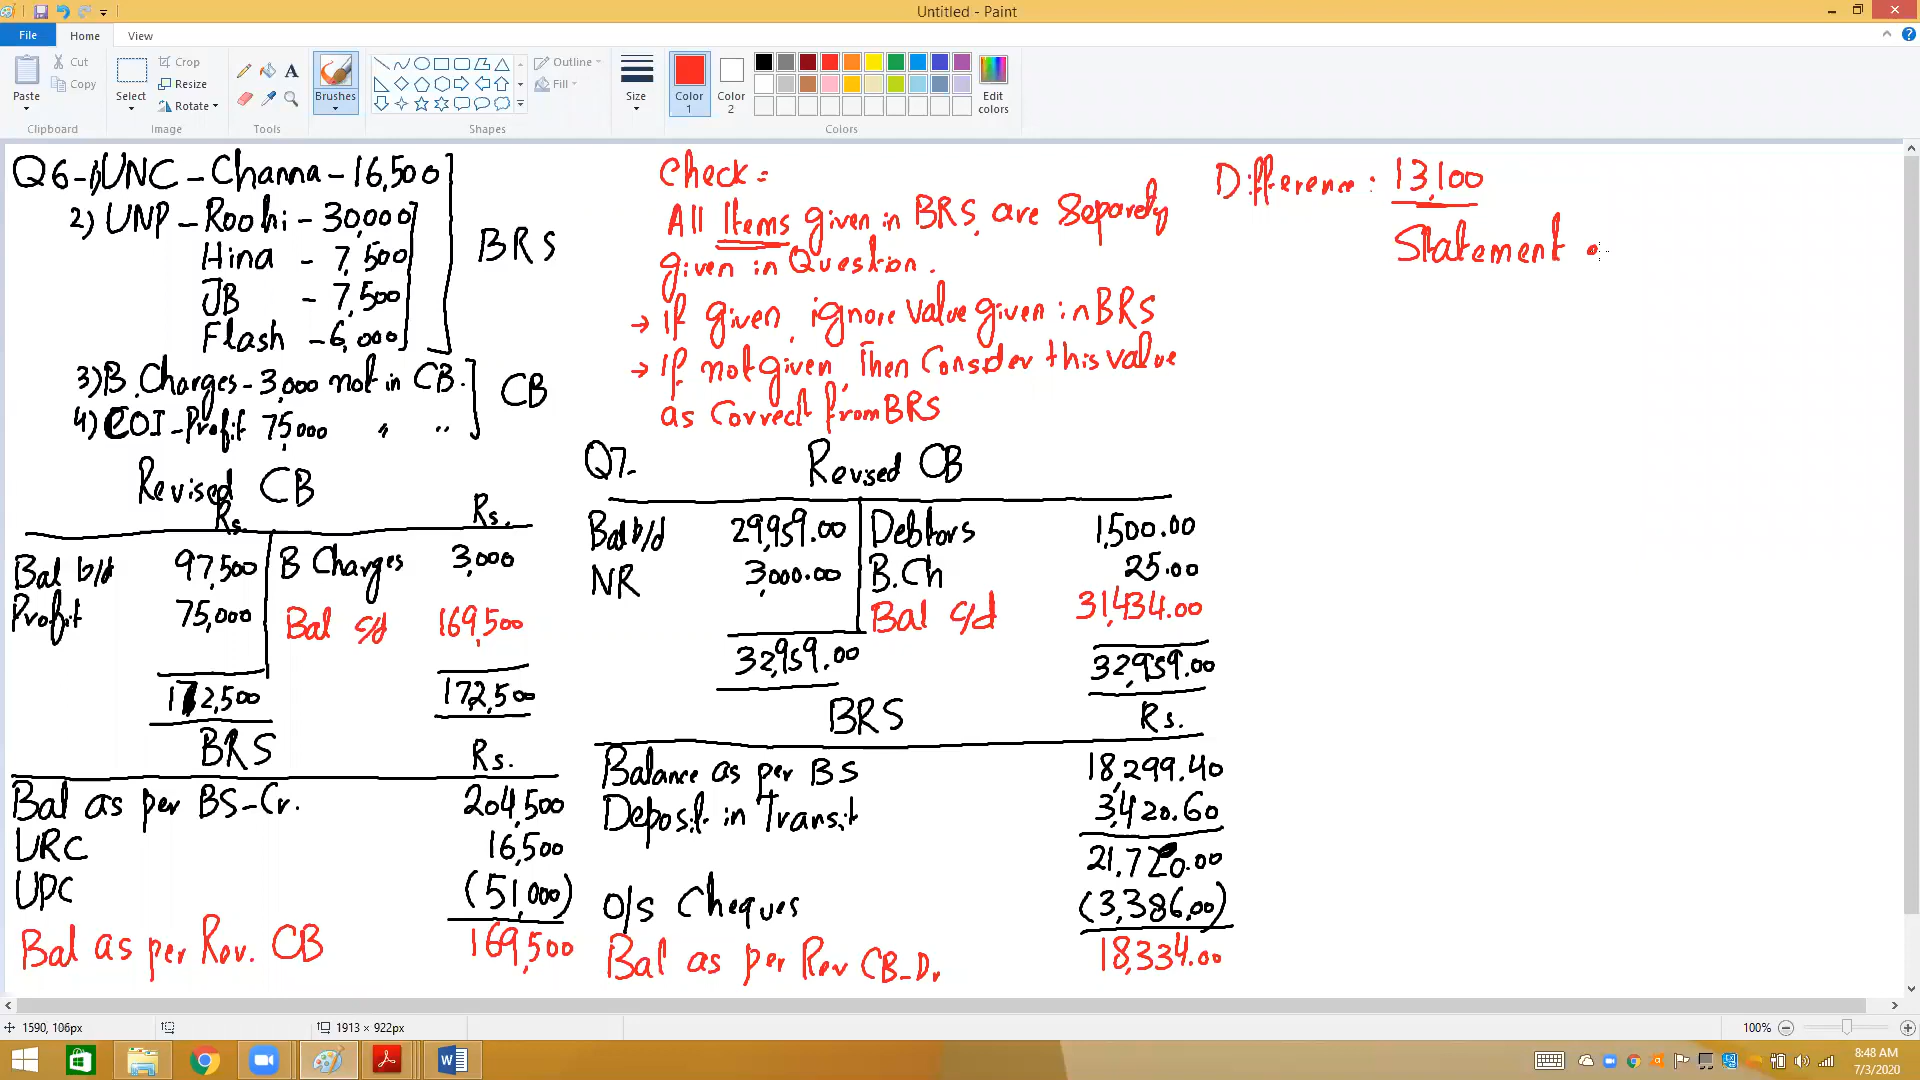 Untitled - Paint
File
Home
View
Paste
Cut
Copy
Clipboard
Select
Crop
Resize
Rotate
Image
Tools
Brushes
Shapes
Outline
Fill
Size
Color 1
Color 2
Edit colors
Colors
Q6-1)UNC - Channa - 16,500
2) UNP - Roohi - 30,000
Hina - 7,500
JB - 7,500
Flash - 6,000
BRS
3) B.Charges - 3,000 not in CB.
4) COI - Profit 75,000 " "
CB
Revised CB
Rs. Rs.
Bal b/d 97,500 B Charges 3,000
Profit 75,000 Bal c/d 169,500
172,500 172,500
BRS Rs.
Bal as per BS-Cr. 204,500
URC 16,500
UPC (51,000)
Bal as per Rev. CB 169,500
Check:
All Items given in BRS, are Separetly
given in Question.
→ If given, ignore value given in BRS
→ If not given, Then Consider this value
as Correct from BRS
Q7- Revised CB
Bal b/d 29,959.00 Debtors 1,500.00
NR 3,000.00 B.Ch 25.00
Bal c/d 31,434.00
32,959.00 32,959.00
BRS Rs.
Balance as per BS 18,299.40
Deposit in Transit 3,420.60
21,720.00
O/S Cheques (3,386.00)
Bal as per Rev CB-Dr 18,334.00
Difference: 13,100
Statement
1590, 106px
1913 × 922px
100%
8:48 AM
7/3/2020